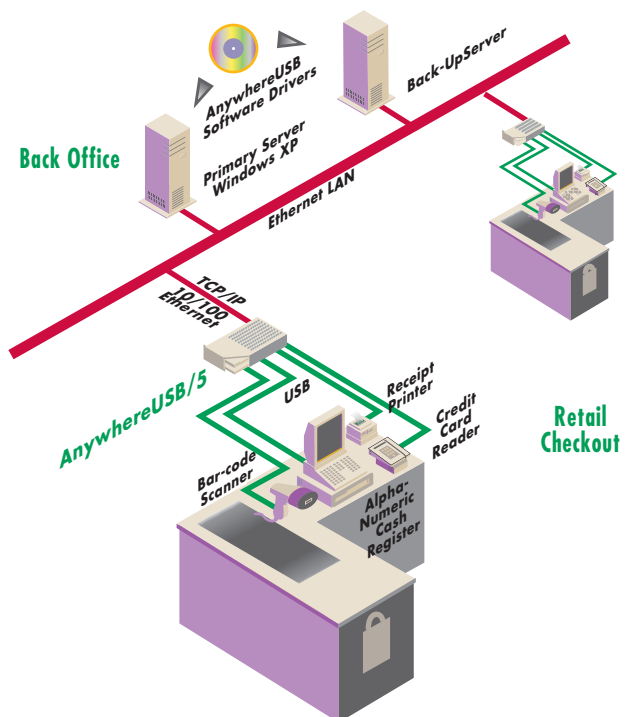 AnywhereUSB
Software Drivers
Back-UpServer
Back Office
Primary Server
Windows XP
Ethernet LAN
TCP/IP
10/100
Ethernet
AnywhereUSB/5
USB
Receipt
Printer
Credit
Card
Reader
Retail
Checkout
Bar-code
Scanner
Alpha-
Numeric
Cash
Register